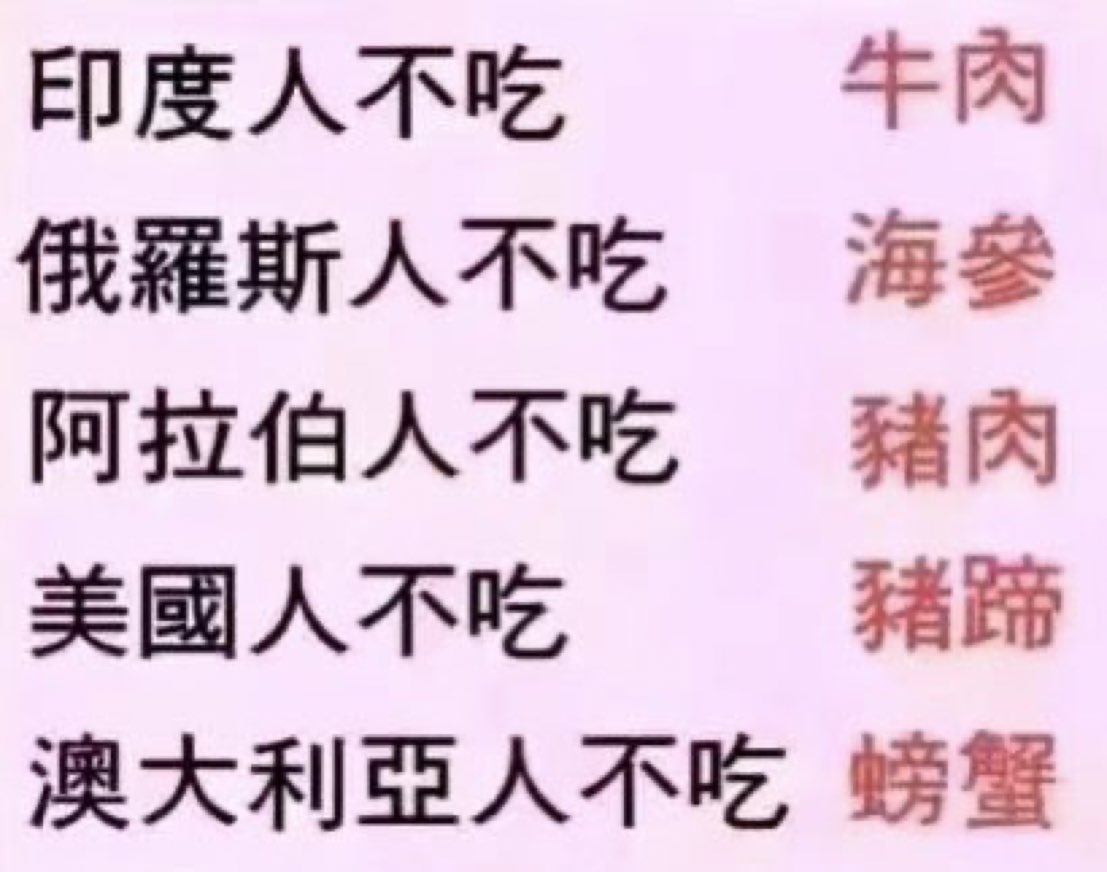 印度人不吃 牛肉
俄羅斯人不吃 海參
阿拉伯人不吃 豬肉
美國人不吃 豬蹄
澳大利亞人不吃 螃蟹